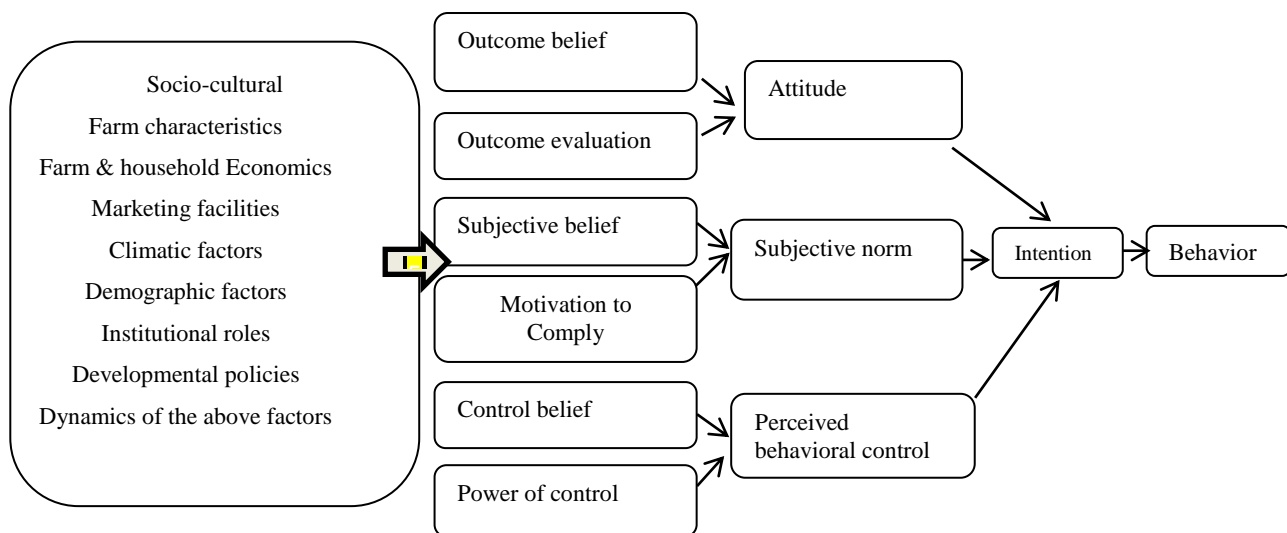 Socio-cultural
Farm characteristics
Farm & household Economics
Marketing facilities
Climatic factors
Demographic factors
Institutional roles
Developmental policies
Dynamics of the above factors
Outcome belief
Outcome evaluation
Subjective belief
Motivation to
Comply
Control belief
Power of control
Attitude
Subjective norm
Perceived
behavioral control
Intention
Behavior